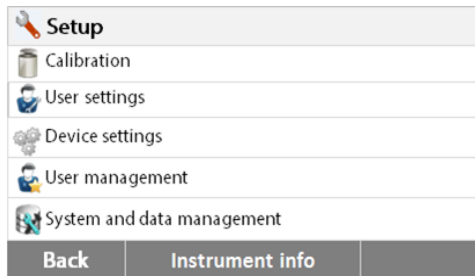 Setup
Calibration
User settings
Device settings
User management
System and data management
Back Instrument info